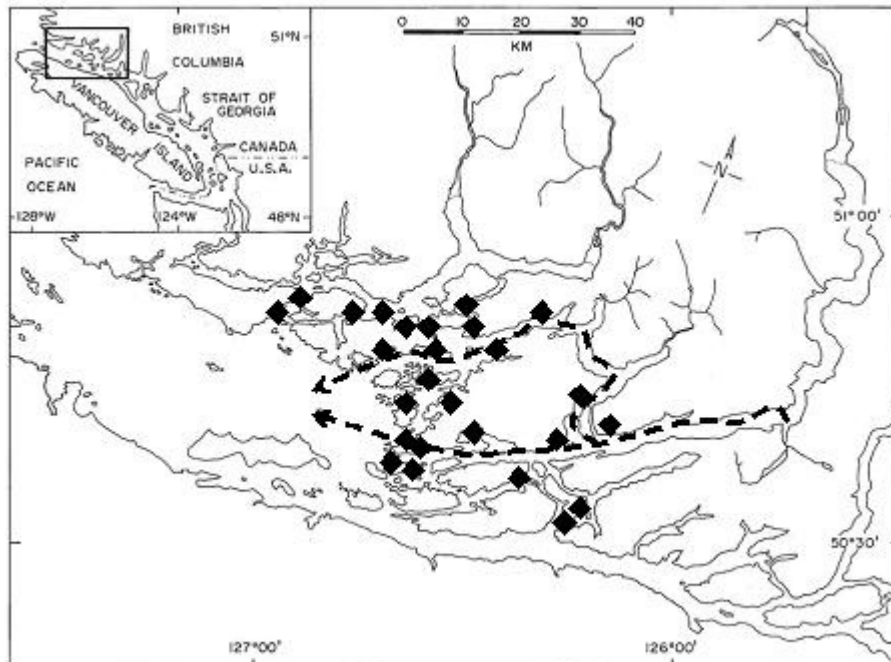 BRITISH
COLUMBIA
51°N
STRAIT OF
GEORGIA
VANCOUVER
ISLAND
CANADA
U.S.A.
PACIFIC
OCEAN
128°W
124°W
48°N
0 10 20 30 40
KM
N
51°00'
50°30'
127°00'
126°00'